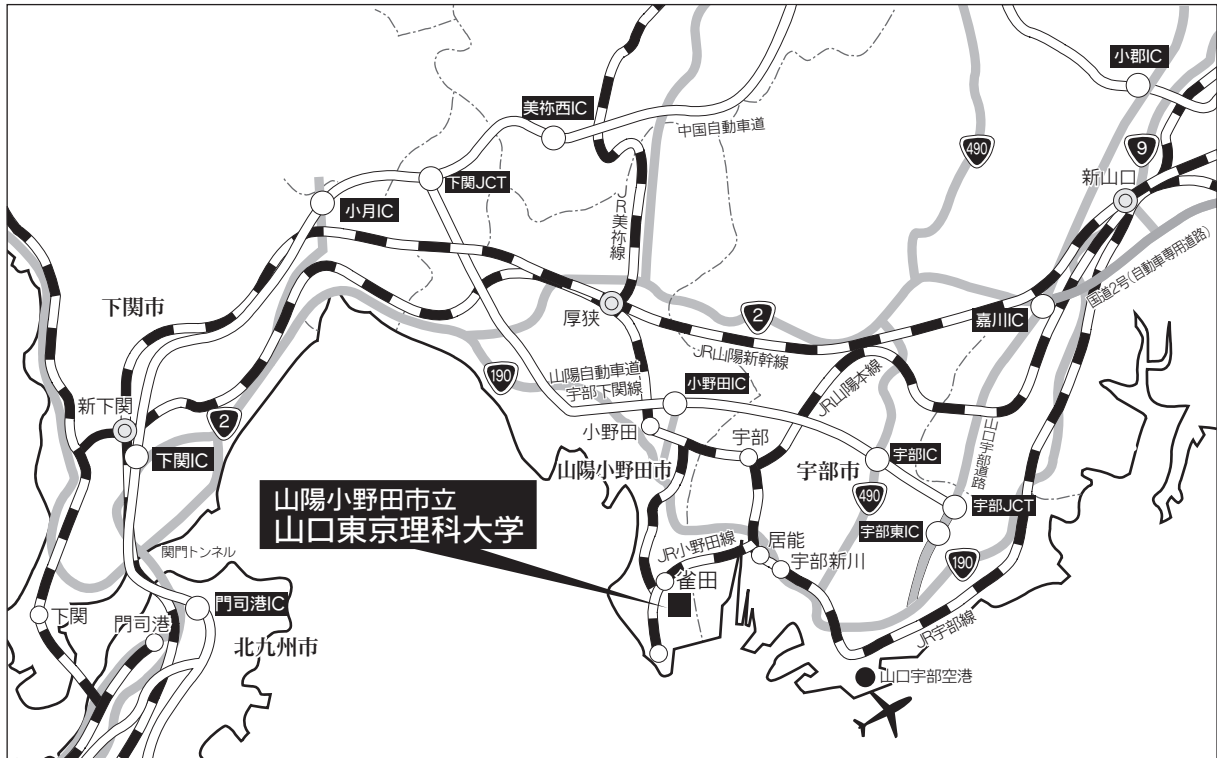 小郡IC
美祢西IC
中国自動車道
490
9
新山口
下関JCT
小月IC
JR美祢線
国道2号(自動車専用道路)
下関市
厚狭
2
嘉川IC
JR山陽新幹線
190
山陽自動車道
宇部下関線
小野田IC
JR山陽本線
新下関
2
小野田
宇部
山口宇部道路
下関IC
山陽小野田市
宇部市
宇部IC
490
山陽小野田市立
山口東京理科大学
宇部JCT
宇部東IC
関門トンネル
JR小野田線
居能
宇部新川
190
雀田
下関
門司港IC
門司港
北九州市
JR宇部線
山口宇部空港